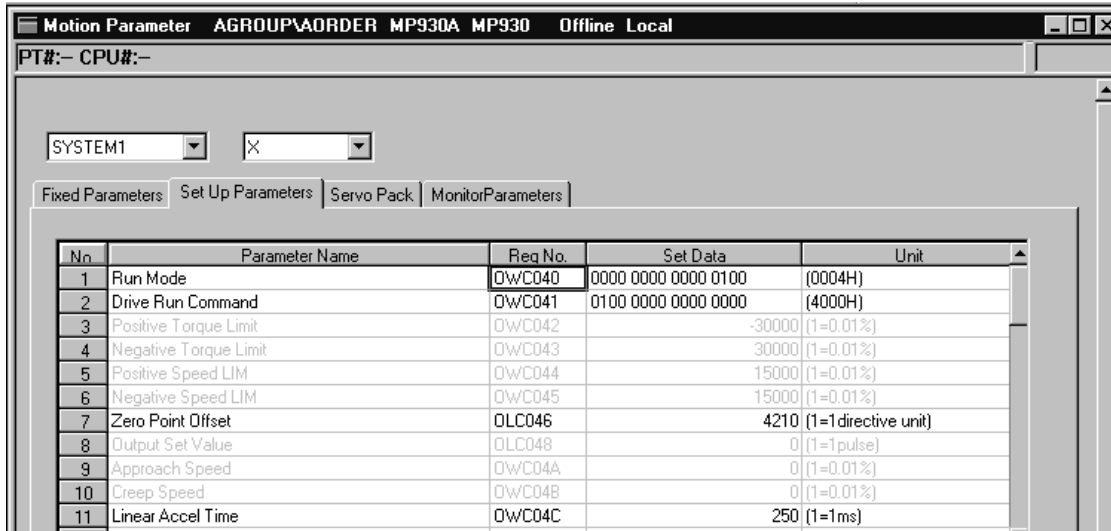 Motion Parameter AGROUP\AORDER MP930A MP930 Offline Local
PT#:– CPU#:–
SYSTEM1 X
Fixed Parameters Set Up Parameters Servo Pack MonitorParameters
No. Parameter Name Reg No. Set Data Unit
1 Run Mode OWC040 0000 0000 0000 0100 (0004H)
2 Drive Run Command OWC041 0100 0000 0000 0000 (4000H)
3 Positive Torque Limit OWC042 -30000 (1=0.01%)
4 Negative Torque Limit OWC043 30000 (1=0.01%)
5 Positive Speed LIM OWC044 15000 (1=0.01%)
6 Negative Speed LIM OWC045 15000 (1=0.01%)
7 Zero Point Offset OLC046 4210 (1=1directive unit)
8 Output Set Value OLC048 0 (1=1pulse)
9 Approach Speed OWC04A 0 (1=0.01%)
10 Creep Speed OWC04B 0 (1=0.01%)
11 Linear Accel Time OWC04C 250 (1=1ms)